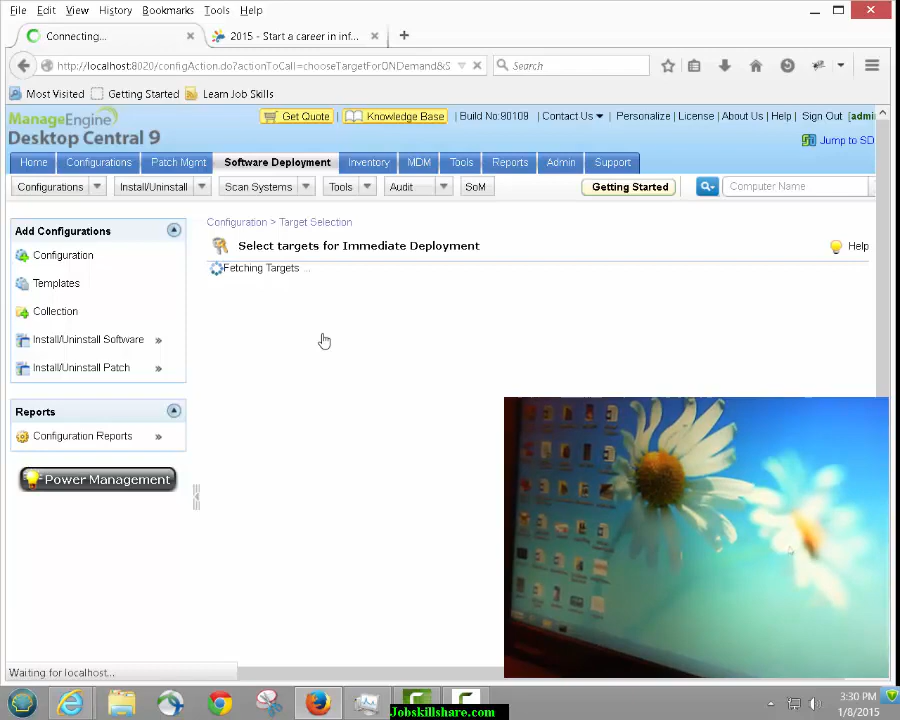 File Edit View History Bookmarks Tools Help
Connecting...
2015 - Start a career in inf...
http://localhost:8020/configAction.do?actionToCall=chooseTargetForONDemand&S
Search
Most Visited Getting Started Learn Job Skills
ManageEngine
Desktop Central 9
Get Quote Knowledge Base Build No:90109 Contact Us Personalize License About Us Help Sign Out [admi
Jump to SD
Home Configurations Patch Mgmt Software Deployment Inventory MDM Tools Reports Admin Support
Configurations Install/Uninstall Scan Systems Tools Audit SoM Getting Started Computer Name
Configuration > Target Selection
Add Configurations
Select targets for Immediate Deployment
Help
Configuration
Fetching Targets ...
Templates
Collection
Install/Uninstall Software »
Install/Uninstall Patch »
Reports
Configuration Reports »
Power Management
Waiting for localhost...
3:30 PM
1/8/2015
Jobskillshare.com